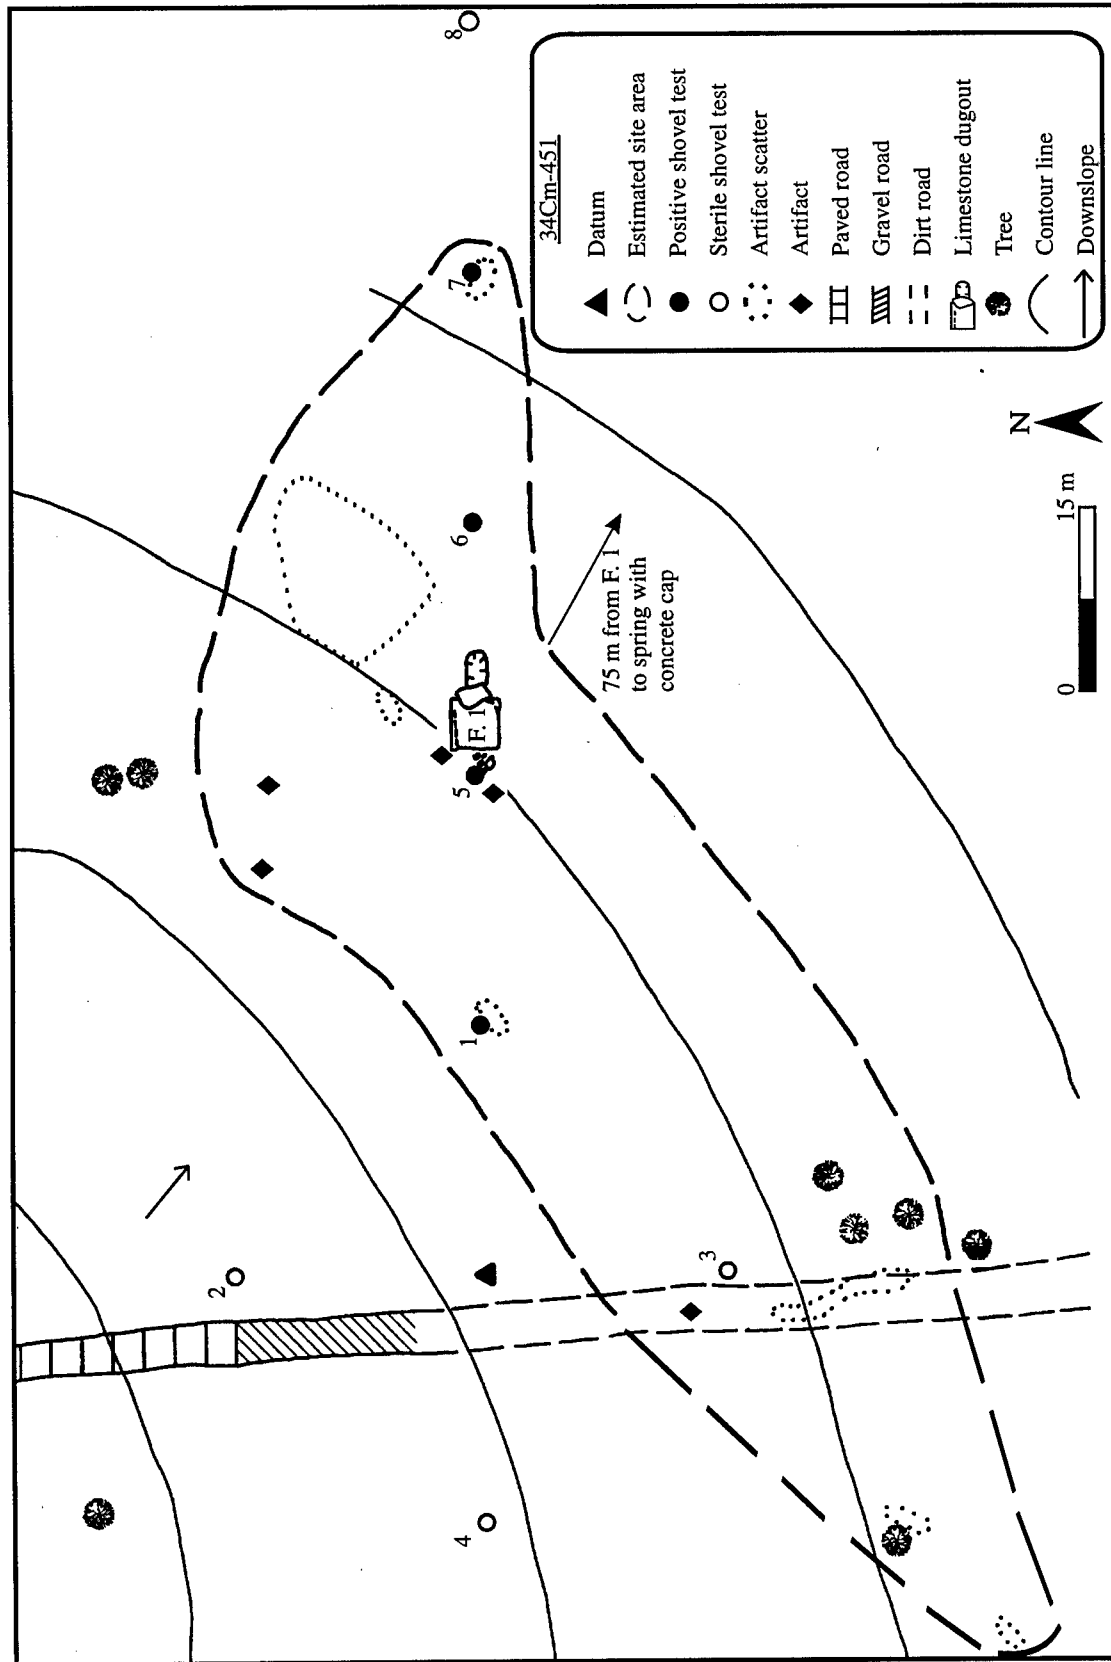 34Cm-451
Datum
Estimated site area
Positive shovel test
Sterile shovel test
Artifact scatter
Artifact
Paved road
Gravel road
Dirt road
Limestone dugout
Tree
Contour line
Downslope
8
7
6
5
F. 1
75 m from F. 1
to spring with
concrete cap
1
2
3
4
N
0
15 m